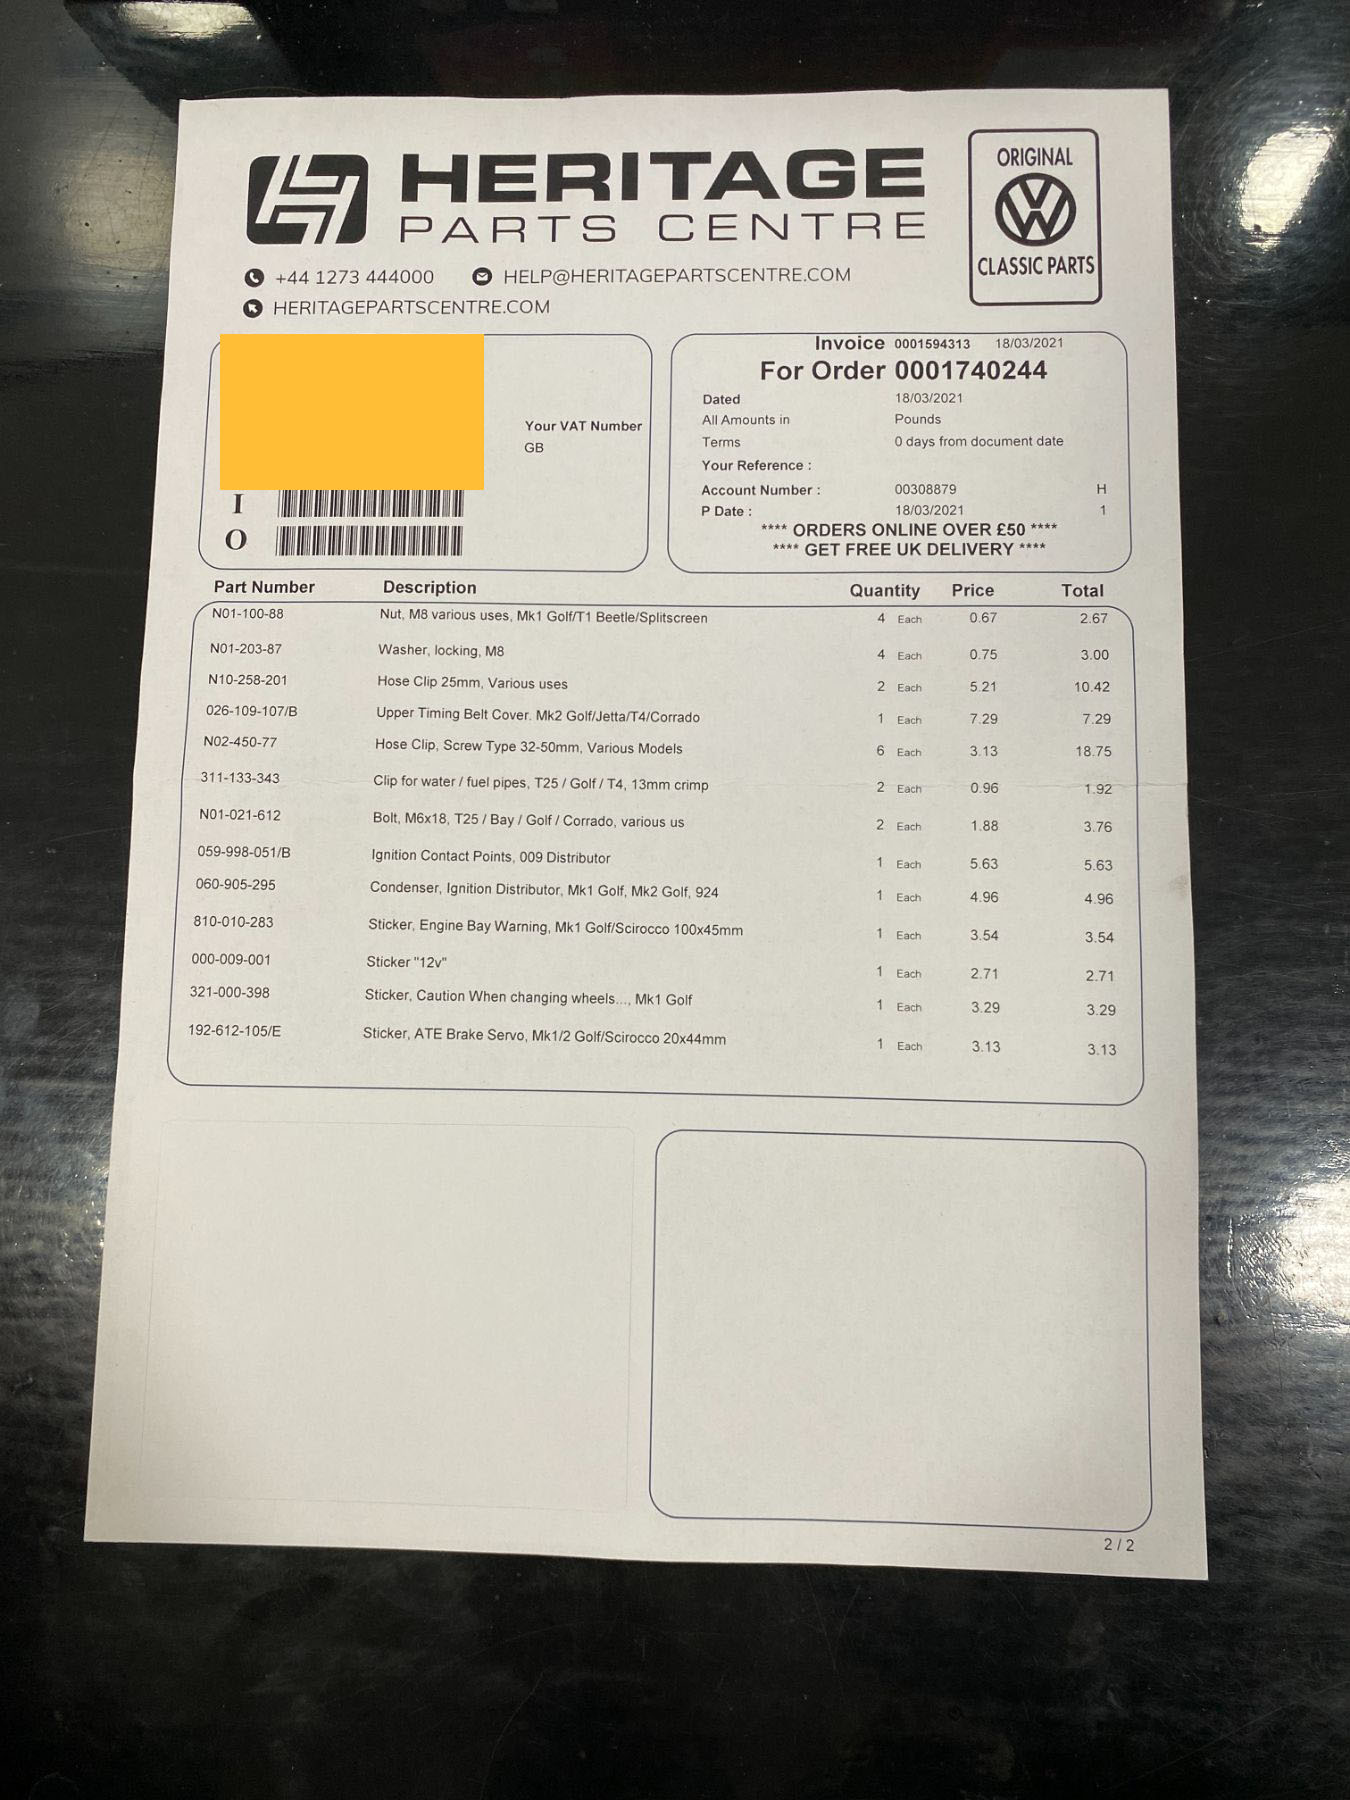 HERITAGE
PARTS CENTRE
ORIGINAL
CLASSIC PARTS
+44 1273 444000 HELP@HERITAGEPARTSCENTRE.COM
HERITAGEPARTSCENTRE.COM
Invoice 0001594313 18/03/2021
For Order 0001740244
Your VAT Number
GB
I
O
Dated 18/03/2021
All Amounts in Pounds
Terms 0 days from document date
Your Reference :
Account Number : 00308879 H
P Date : 18/03/2021 1
**** ORDERS ONLINE OVER £50 ****
**** GET FREE UK DELIVERY ****
Part Number Description Quantity Price Total
N01-100-88 Nut, M8 various uses, Mk1 Golf/T1 Beetle/Splitscreen 4 Each 0.67 2.67
N01-203-87 Washer, locking, M8 4 Each 0.75 3.00
N10-258-201 Hose Clip 25mm, Various uses 2 Each 5.21 10.42
026-109-107/B Upper Timing Belt Cover. Mk2 Golf/Jetta/T4/Corrado 1 Each 7.29 7.29
N02-450-77 Hose Clip, Screw Type 32-50mm, Various Models 6 Each 3.13 18.75
311-133-343 Clip for water / fuel pipes, T25 / Golf / T4, 13mm crimp 2 Each 0.96 1.92
N01-021-612 Bolt, M6x18, T25 / Bay / Golf / Corrado, various us 2 Each 1.88 3.76
059-998-051/B Ignition Contact Points, 009 Distributor 1 Each 5.63 5.63
060-905-295 Condenser, Ignition Distributor, Mk1 Golf, Mk2 Golf, 924 1 Each 4.96 4.96
810-010-283 Sticker, Engine Bay Warning, Mk1 Golf/Scirocco 100x45mm 1 Each 3.54 3.54
000-009-001 Sticker "12v" 1 Each 2.71 2.71
321-000-398 Sticker, Caution When changing wheels..., Mk1 Golf 1 Each 3.29 3.29
192-612-105/E Sticker, ATE Brake Servo, Mk1/2 Golf/Scirocco 20x44mm 1 Each 3.13 3.13
2 / 2